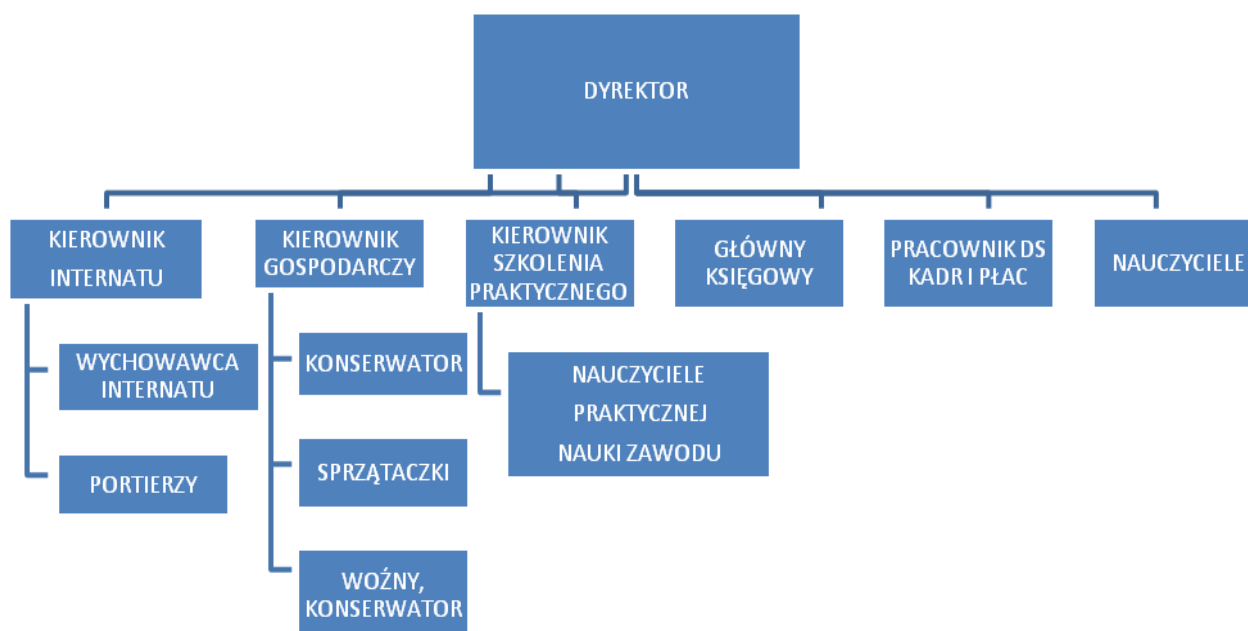 DYREKTOR
KIEROWNIK
INTERNATU
KIEROWNIK
GOSPODARCZY
KIEROWNIK
SZKOLENIA
PRAKTYCZNEGO
GŁÓWNY
KSIĘGOWY
PRACOWNIK DS
KADR I PŁAC
NAUCZYCIELE
WYCHOWAWCA
INTERNATU
PORTIERZY
KONSERWATOR
SPRZĄTACZKI
WOŹNY,
KONSERWATOR
NAUCZYCIELE
PRAKTYCZNEJ
NAUKI ZAWODU